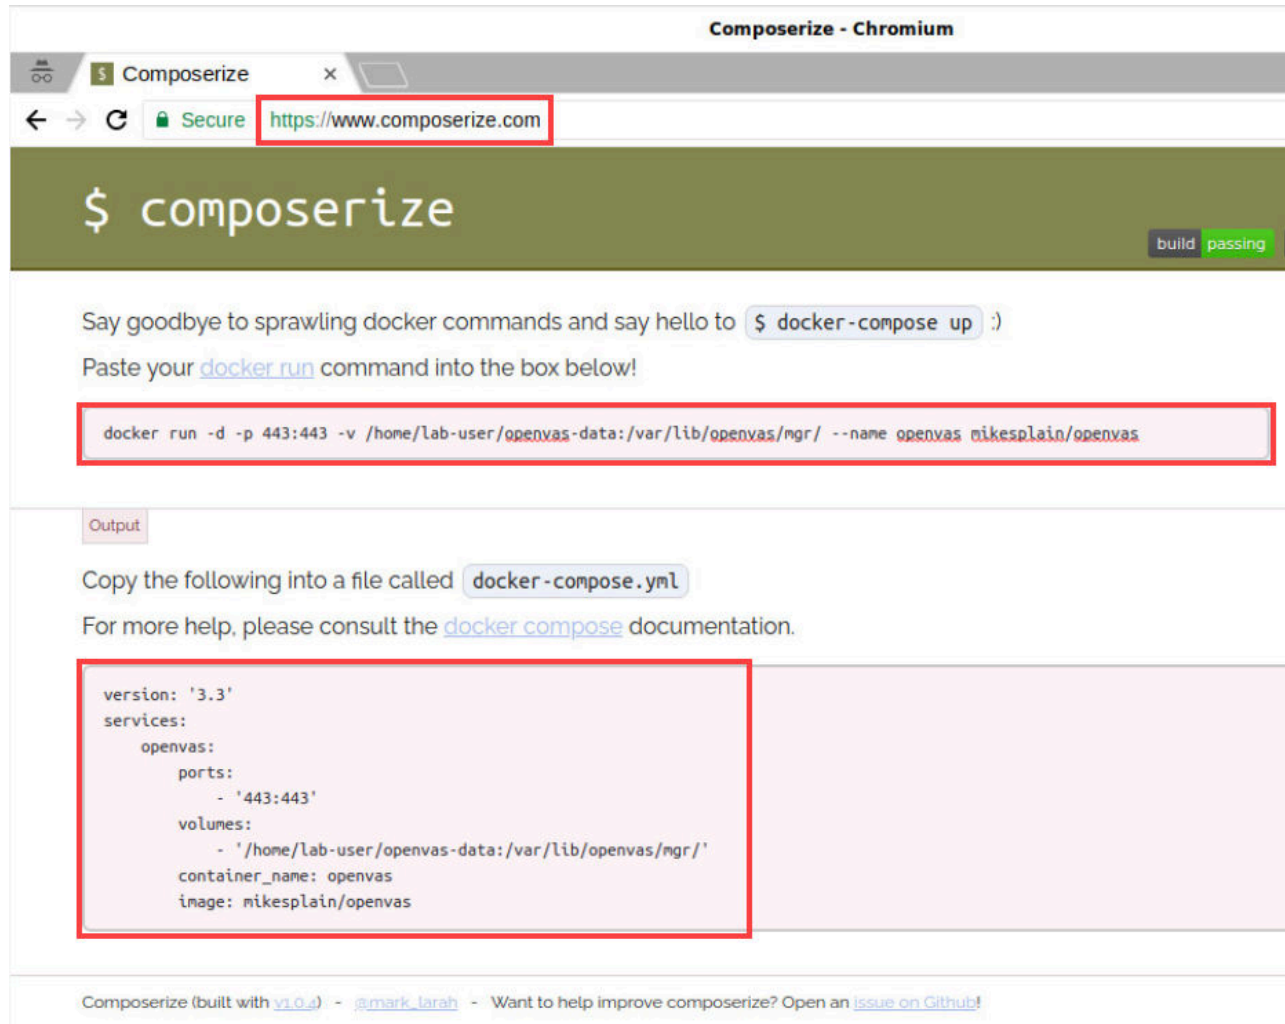 Composerize - Chromium
$ Composerize ×
Secure https://www.composerize.com
$ composerize
build passing
Say goodbye to sprawling docker commands and say hello to $ docker-compose up :)
Paste your docker run command into the box below!
docker run -d -p 443:443 -v /home/lab-user/openvas-data:/var/lib/openvas/mgr/ --name openvas mikesplain/openvas
Output
Copy the following into a file called docker-compose.yml
For more help, please consult the docker compose documentation.
version: '3.3'
services:
    openvas:
        ports:
            - '443:443'
        volumes:
            - '/home/lab-user/openvas-data:/var/lib/openvas/mgr/'
        container_name: openvas
        image: mikesplain/openvas
Composerize (built with v1.0.4) - @mark_larah - Want to help improve composerize? Open an issue on Github!